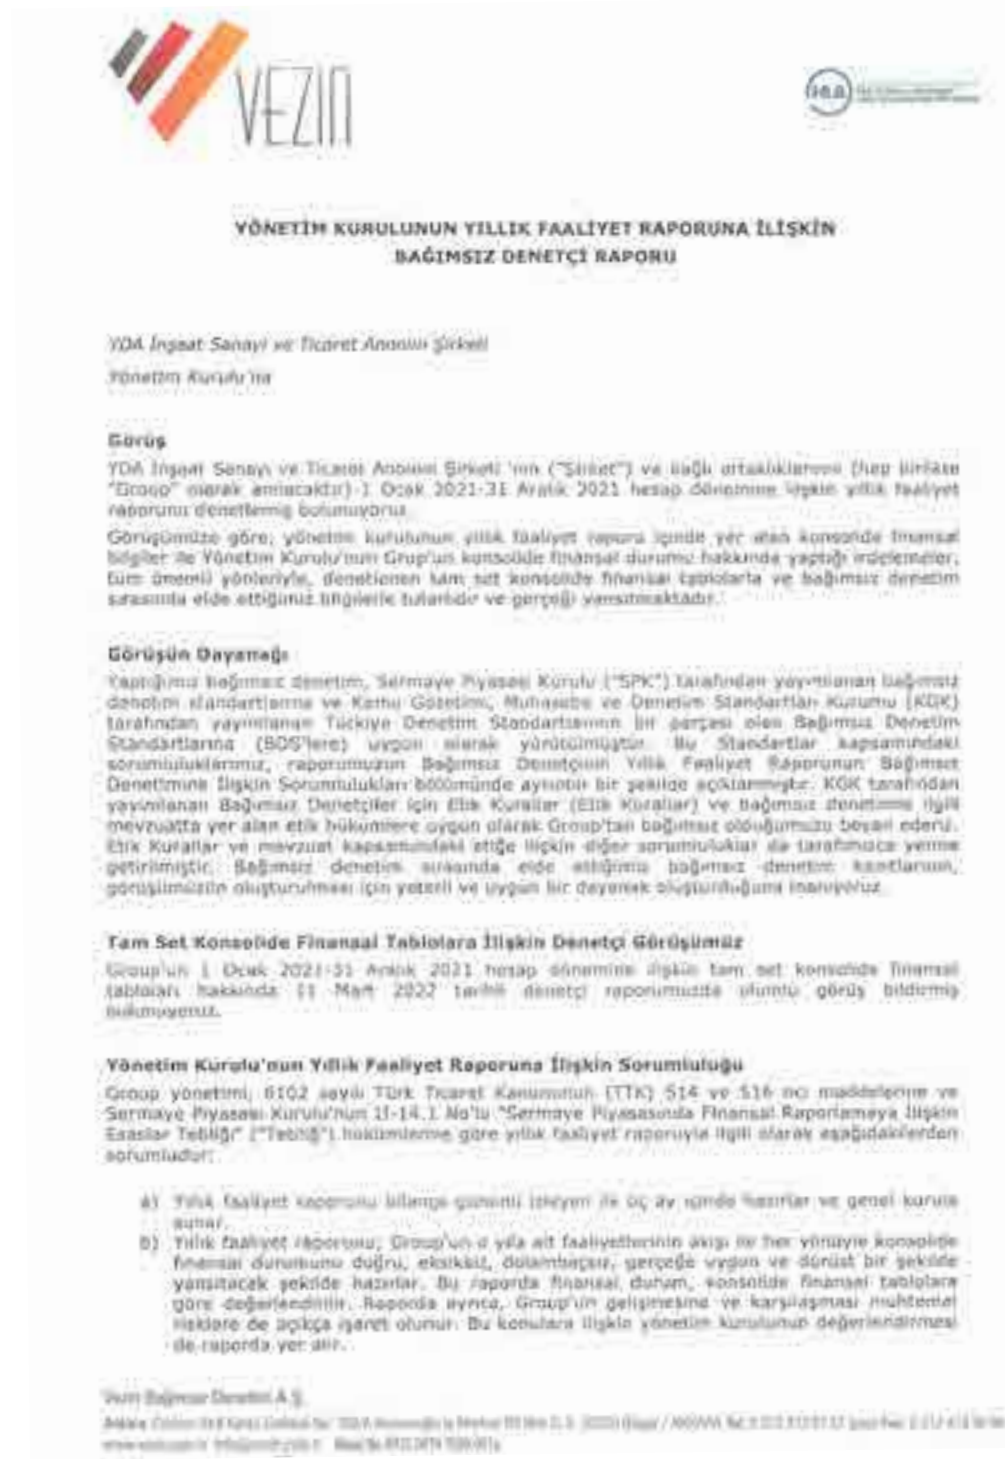 VEZIN
YÖNETİM KURULUNUN YILLIK FAALİYET RAPORUNA İLİŞKİN
BAĞIMSIZ DENETÇİ RAPORU
YDA İnşaat Sanayi ve Ticaret Anonim Şirketi
Yönetim Kurulu'na
Görüş
YDA İnşaat Sanayi ve Ticaret Anonim Şirketi 'nin ("Şirket") ve bağlı ortaklıklarının (hep birlikte
"Group" olarak anılacaktır) 1 Ocak 2021-31 Aralık 2021 hesap dönemine ilişkin yıllık faaliyet
raporunu denetlemiş bulunuyoruz.
Görüşümüze göre, yönetim kurulunun yıllık faaliyet raporu içinde yer alan konsolide finansal
bilgiler ile Yönetim Kurulu'nun Grup'un konsolide finansal durumu hakkında yaptığı irdelemeler,
tüm önemli yönleriyle, denetlenen tam set konsolide finansal tablolarla ve bağımsız denetim
sırasında elde ettiğimiz bilgilerle tutarlıdır ve gerçeği yansıtmaktadır.
Görüşün Dayanağı
Yaptığımız bağımsız denetim, Sermaye Piyasası Kurulu ("SPK") tarafından yayımlanan bağımsız
denetim standartlarına ve Kamu Gözetimi, Muhasebe ve Denetim Standartları Kurumu (KGK)
tarafından yayımlanan Türkiye Denetim Standartlarının bir parçası olan Bağımsız Denetim
Standartlarına (BDS'lere) uygun olarak yürütülmüştür. Bu Standartlar kapsamındaki
sorumluluklarımız, raporumuzun Bağımsız Denetçinin Yıllık Faaliyet Raporunun Bağımsız
Denetimine İlişkin Sorumlulukları bölümünde ayrıntılı bir şekilde açıklanmıştır. KGK tarafından
yayımlanan Bağımsız Denetçiler için Etik Kurallar (Etik Kurallar) ve bağımsız denetimle ilgili
mevzuatta yer alan etik hükümlere uygun olarak Group'tan bağımsız olduğumuzu beyan ederiz.
Etik Kurallar ve mevzuat kapsamındaki etiğe ilişkin diğer sorumluluklar da tarafımızca yerine
getirilmiştir. Bağımsız denetim sırasında elde ettiğimiz bağımsız denetim kanıtlarının,
görüşümüzün oluşturulması için yeterli ve uygun bir dayanak oluşturduğuna inanıyoruz.
Tam Set Konsolide Finansal Tablolara İlişkin Denetçi Görüşümüz
Group'un 1 Ocak 2021-31 Aralık 2021 hesap dönemine ilişkin tam set konsolide finansal
tabloları hakkında 11 Mart 2022 tarihli denetçi raporumuzda olumlu görüş bildirmiş
bulunuyoruz.
Yönetim Kurulu'nun Yıllık Faaliyet Raporuna İlişkin Sorumluluğu
Group yönetimi, 6102 sayılı Türk Ticaret Kanununun (TTK) 514 ve 516 ncı maddelerine ve
Sermaye Piyasası Kurulu'nun II-14.1 No'lu "Sermaye Piyasasında Finansal Raporlamaya İlişkin
Esaslar Tebliği" ("Tebliğ") hükümlerine göre yıllık faaliyet raporuyla ilgili olarak aşağıdakilerden
sorumludur:
a) Yıllık faaliyet raporunu bilanço gününü izleyen ilk üç ay içinde hazırlar ve genel kurula
sunar.
b) Yıllık faaliyet raporunu; Group'un o yıla ait faaliyetlerinin akışı ile her yönüyle konsolide
finansal durumunu doğru, eksiksiz, dolambaçsız, gerçeğe uygun ve dürüst bir şekilde
yansıtacak şekilde hazırlar. Bu raporda finansal durum, konsolide finansal tablolara
göre değerlendirilir. Raporda ayrıca, Group'un gelişmesine ve karşılaşması muhtemel
risklere de açıkça işaret olunur. Bu konulara ilişkin yönetim kurulunun değerlendirmesi
de raporda yer alır.
Vezin Bağımsız Denetim A.Ş.